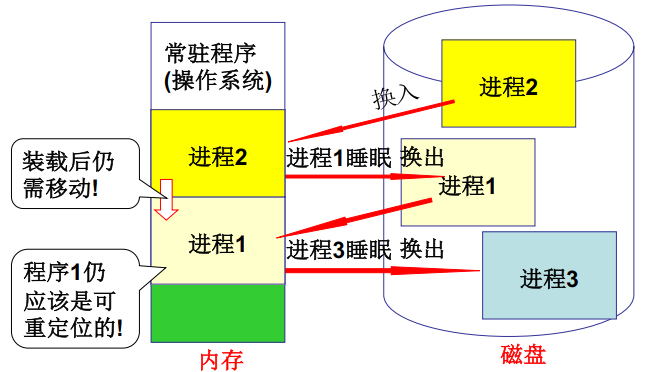 常驻程序
(操作系统)
进程2
换入
进程2
装载后仍
需移动!
进程1睡眠 换出
进程1
进程1
程序1仍
应该是可
重定位的!
进程3睡眠 换出
进程3
内存
磁盘